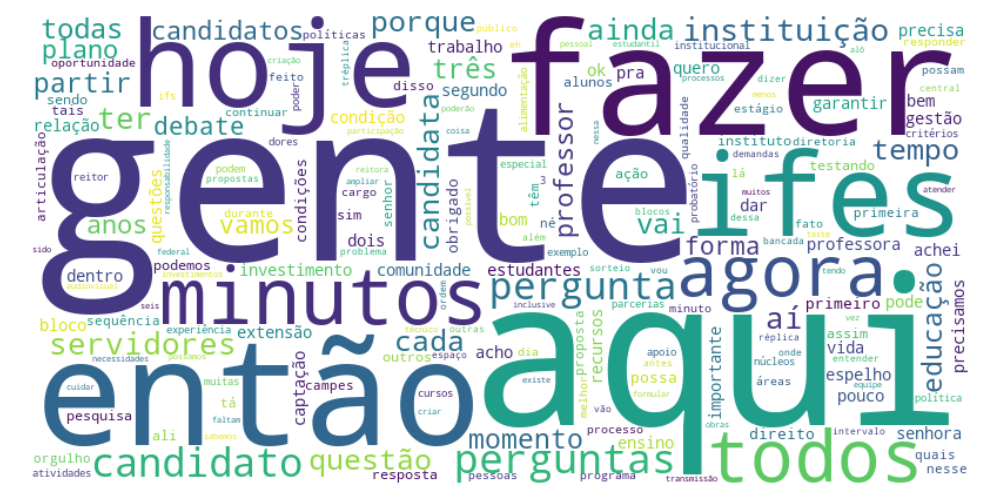 todas
candidatos
porque
ainda
instituição
precisa
responder
plano
oportunidade
políticas
hoje
fazer
eh
público
pessoal
estudantil
institucional
alô
trabalho
partir
criação
feito
tréplica
três
ok
pra
quero
processos
dizer
possam
sendo
tais
ifs
poder
disso
segundo
alunos
menos
central
continuar
alimentação
estágio
garantir
bem
relação
ter
debate
condição
participação
poderão
coisa
nessa
qualidade
gestão
critérios
articulação
reitor
questões
responsabilidade
podem
propostas
dores
reitora
ampliar
especial
candidata
professor
instituto
diretoria
tempo
gente
ifes
demandas
testando
lá
muitos
atender
anos
vamos
durante
cargo
senhor
condições
possível
obrigado
têm
3
ação
vai
blocos
dar
probatório
dessa
fato
primeira
sido
federal
sim
problema
bom
né
além
exemplo
forma
bancada
professora
achei
dentro
investimentos
audiovisual
podemos
dois
sorteio
vou
por
tendo
teste
investimento
comunidade
estudantes
agora
seis
minutos
pergunta
ordem
inclusive
parcerias
minuto
primeiro
pode
vez
bloco
sequência
experiência
extensão
técnico
outras
réplica
aí
assim
educação
precisamos
servidores
cada
então
aqui
proposta
recursos
apoio
antes
importante
núcleos
onde
vida
entender
necessidades
possamos
outros
espaço
acho
dia
possa
áreas
espelho
equipe
cuidar
muitas
captação
campes
cursos
existe
melhor
formular
pouco
política
pesquisa
faltam
tá
criar
vão
processo
obras
ali
sabemos
momento
ensino
direito
intervalo
senhora
orgulho
candidato
questão
perguntas
todos
quais
nesse
atividades
resposta
pessoas
programa
transmissão